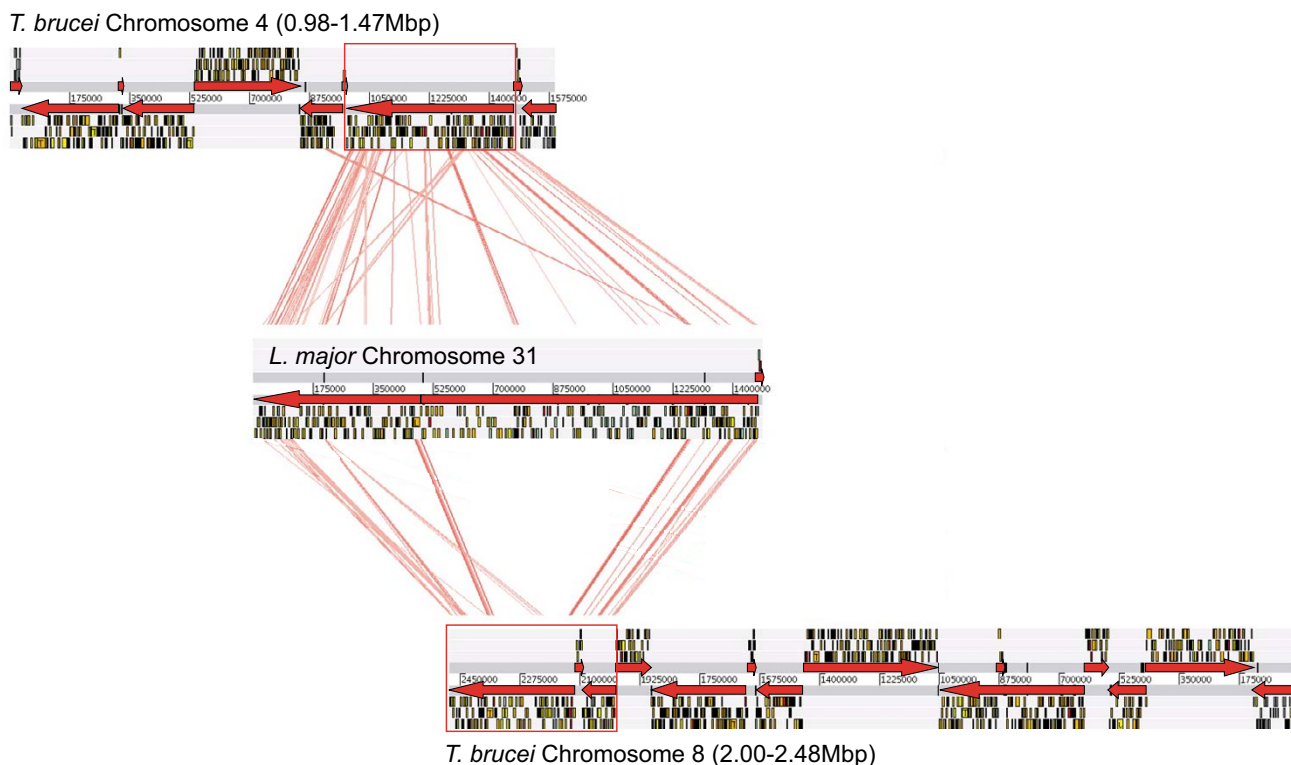 T. brucei Chromosome 4 (0.98-1.47Mbp)
175000 350000 525000 700000 875000 1050000 1225000 1400000 1575000
L. major Chromosome 31
175000 350000 525000 700000 875000 1050000 1225000 1400000
2450000 2275000 2100000 1925000 1750000 1575000 1400000 1225000 1050000 875000 700000 525000 350000 175000
T. brucei Chromosome 8 (2.00-2.48Mbp)